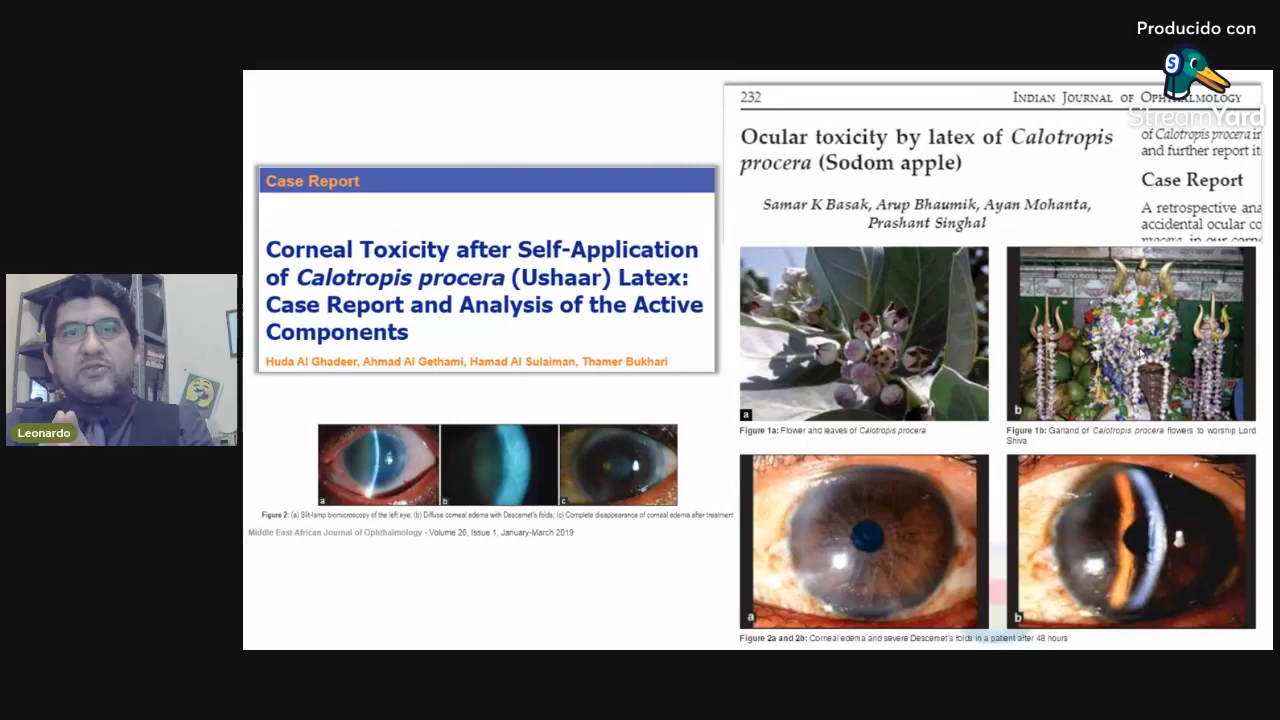 Producido con
StreamYard
Leonardo
Case Report
Corneal Toxicity after Self-Application
of Calotropis procera (Ushaar) Latex:
Case Report and Analysis of the Active
Components
Huda Al Ghadeer, Ahmad Al Gethami, Hamad Al Sulaiman, Thamer Bukhari
a
b
c
Figure 2: (a) Slit-lamp biomicroscopy of the left eye; (b) Diffuse corneal edema with Descemet's folds; (c) Complete disappearance of corneal edema after treatment
Middle East African Journal of Ophthalmology - Volume 26, Issue 1, January-March 2019
232
Indian Journal of Ophthalmology
Ocular toxicity by latex of Calotropis
procera (Sodom apple)
Samar K Basak, Arup Bhaumik, Ayan Mohanta,
Prashant Singhal
of Calotropis procera in
and further report it
Case Report
A retrospective ana
accidental ocular co
a
b
Figure 1a: Flower and leaves of Calotropis procera
Figure 1b: Garland of Calotropis procera flowers to worship Lord
Shiva
a
b
Figure 2a and 2b: Corneal edema and severe Descemet's folds in a patient after 48 hours